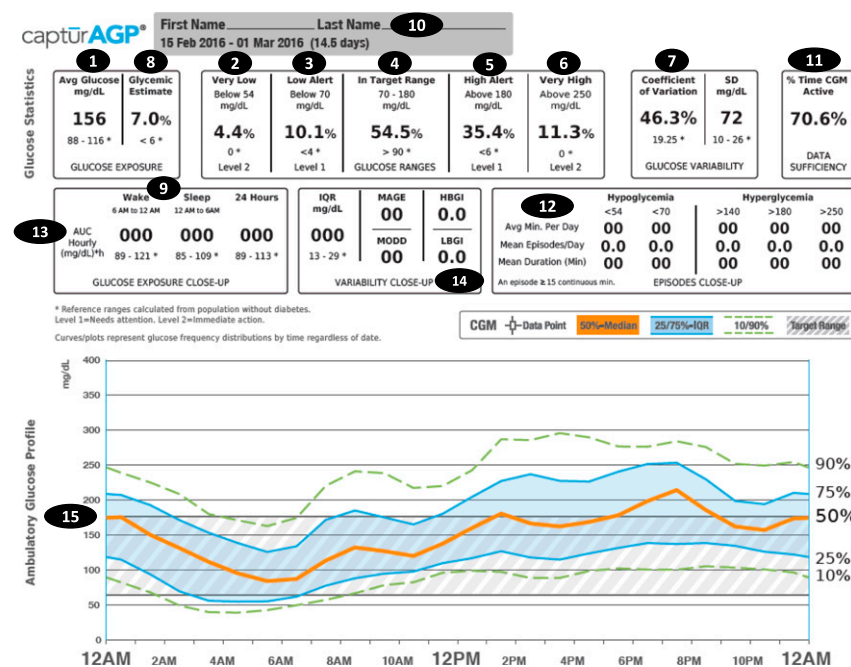 captūrAGP®
First Name Last Name 10
15 Feb 2016 - 01 Mar 2016 (14.5 days)
Glucose Statistics
1 8 2 3 4 5 6 7 11
Avg Glucose mg/dL Glycemic Estimate
156 7.0%
88 - 116 * < 6 *
GLUCOSE EXPOSURE
Very Low Low Alert In Target Range High Alert Very High
Below 54 mg/dL Below 70 mg/dL 70 - 180 mg/dL Above 180 mg/dL Above 250 mg/dL
4.4% 10.1% 54.5% 35.4% 11.3%
0 * <4 * > 90 * <6 * 0 *
Level 2 Level 1 GLUCOSE RANGES Level 1 Level 2
Coefficient of Variation SD mg/dL
46.3% 72
19.25 * 10 - 26 *
GLUCOSE VARIABILITY
% Time CGM Active
70.6%
DATA SUFFICIENCY
9
Wake Sleep 24 Hours
6 AM to 12 AM 12 AM to 6AM
13 AUC Hourly (mg/dL)*h
000 000 000
89 - 121 * 85 - 109 * 89 - 113 *
GLUCOSE EXPOSURE CLOSE-UP
IQR mg/dL MAGE HBGI
00 0.0
000 MODD LBGI
13 - 29 * 00 0.0
VARIABILITY CLOSE-UP 14
12 Hypoglycemia Hyperglycemia
<54 <70 >140 >180 >250
Avg Min. Per Day 00 00 00 00 00
Mean Episodes/Day 0.0 0.0 0.0 0.0 0.0
Mean Duration (Min) 00 00 00 00 00
An episode ≥ 15 continuous min. EPISODES CLOSE-UP
* Reference ranges calculated from population without diabetes.
Level 1=Needs attention. Level 2=Immediate action.
Curves/plots represent glucose frequency distributions by time regardless of date.
CGM Data Point 50%=Median 25/75%=IQR 10/90% Target Range
Ambulatory Glucose Profile
mg/dL
400
350
300
250
200
150
100
50
0
15
90%
75%
50%
25%
10%
12AM 2AM 4AM 6AM 8AM 10AM 12PM 2PM 4PM 6PM 8PM 10PM 12AM